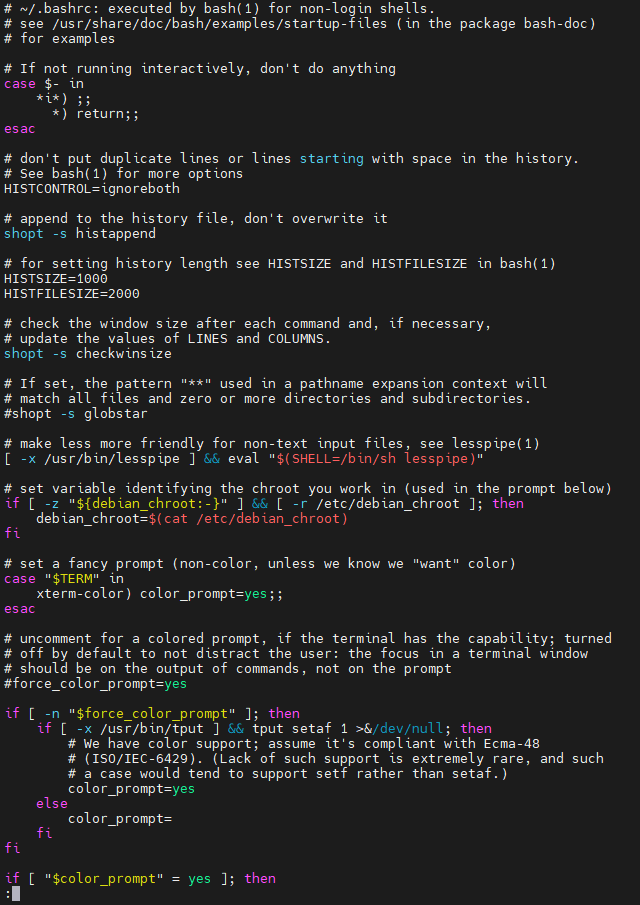 # ~/.bashrc: executed by bash(1) for non-login shells.
# see /usr/share/doc/bash/examples/startup-files (in the package bash-doc)
# for examples

# If not running interactively, don't do anything
case $- in
    *i*) ;;
      *) return;;
esac

# don't put duplicate lines or lines starting with space in the history.
# See bash(1) for more options
HISTCONTROL=ignoreboth

# append to the history file, don't overwrite it
shopt -s histappend

# for setting history length see HISTSIZE and HISTFILESIZE in bash(1)
HISTSIZE=1000
HISTFILESIZE=2000

# check the window size after each command and, if necessary,
# update the values of LINES and COLUMNS.
shopt -s checkwinsize

# If set, the pattern "**" used in a pathname expansion context will
# match all files and zero or more directories and subdirectories.
#shopt -s globstar

# make less more friendly for non-text input files, see lesspipe(1)
[ -x /usr/bin/lesspipe ] && eval "$(SHELL=/bin/sh lesspipe)"

# set variable identifying the chroot you work in (used in the prompt below)
if [ -z "${debian_chroot:-}" ] && [ -r /etc/debian_chroot ]; then
    debian_chroot=$(cat /etc/debian_chroot)
fi

# set a fancy prompt (non-color, unless we know we "want" color)
case "$TERM" in
    xterm-color) color_prompt=yes;;
esac

# uncomment for a colored prompt, if the terminal has the capability; turned
# off by default to not distract the user: the focus in a terminal window
# should be on the output of commands, not on the prompt
#force_color_prompt=yes

if [ -n "$force_color_prompt" ]; then
    if [ -x /usr/bin/tput ] && tput setaf 1 >&/dev/null; then
        # We have color support; assume it's compliant with Ecma-48
        # (ISO/IEC-6429). (Lack of such support is extremely rare, and such
        # a case would tend to support setf rather than setaf.)
        color_prompt=yes
    else
        color_prompt=
    fi
fi

if [ "$color_prompt" = yes ]; then
: